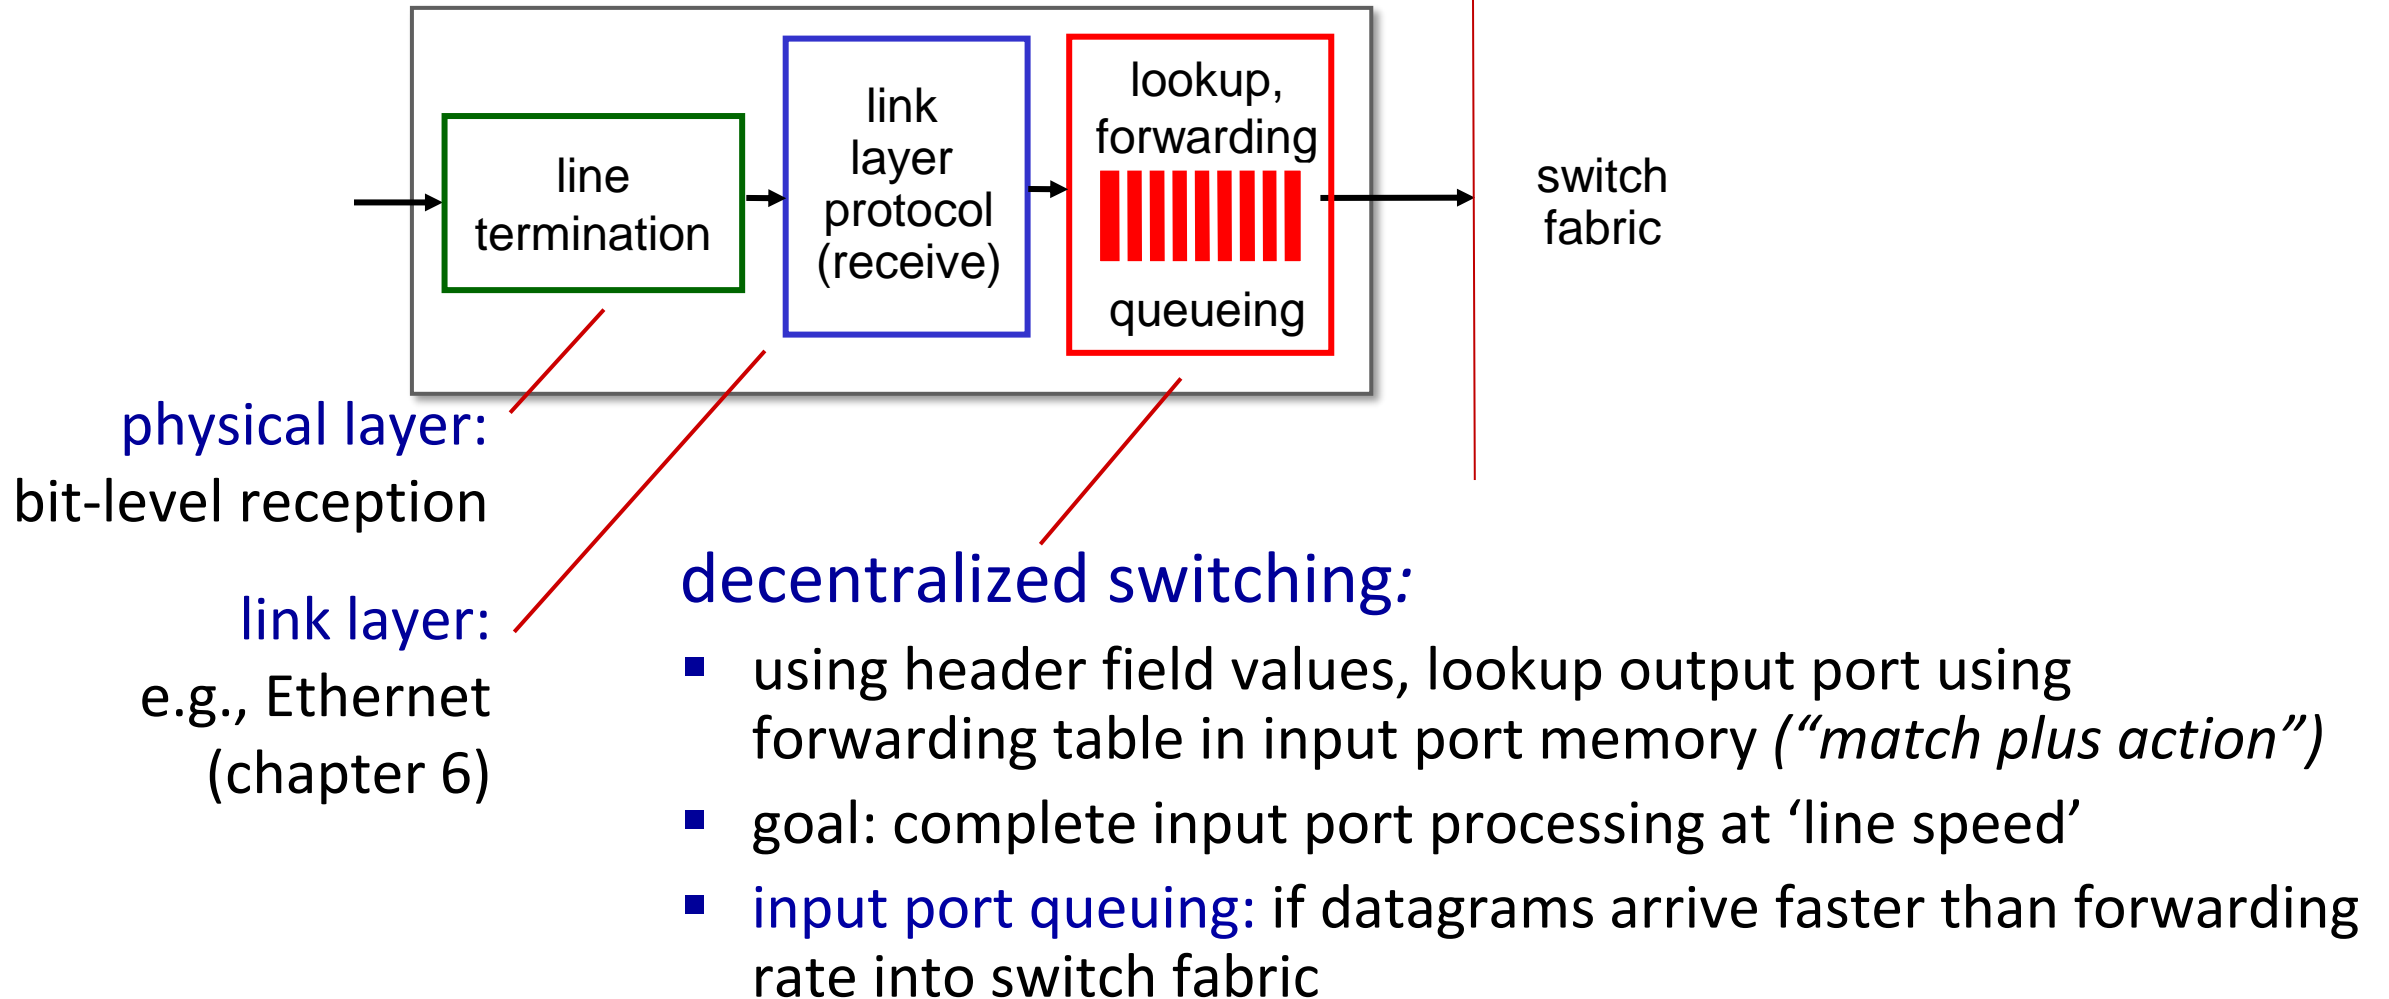 line
termination
link
layer
protocol
(receive)
lookup,
forwarding
queueing
switch
fabric
physical layer:
bit-level reception
link layer:
e.g., Ethernet
(chapter 6)
decentralized switching:
▪ using header field values, lookup output port using
forwarding table in input port memory (“match plus action”)
▪ goal: complete input port processing at ‘line speed’
▪ input port queuing: if datagrams arrive faster than forwarding
rate into switch fabric